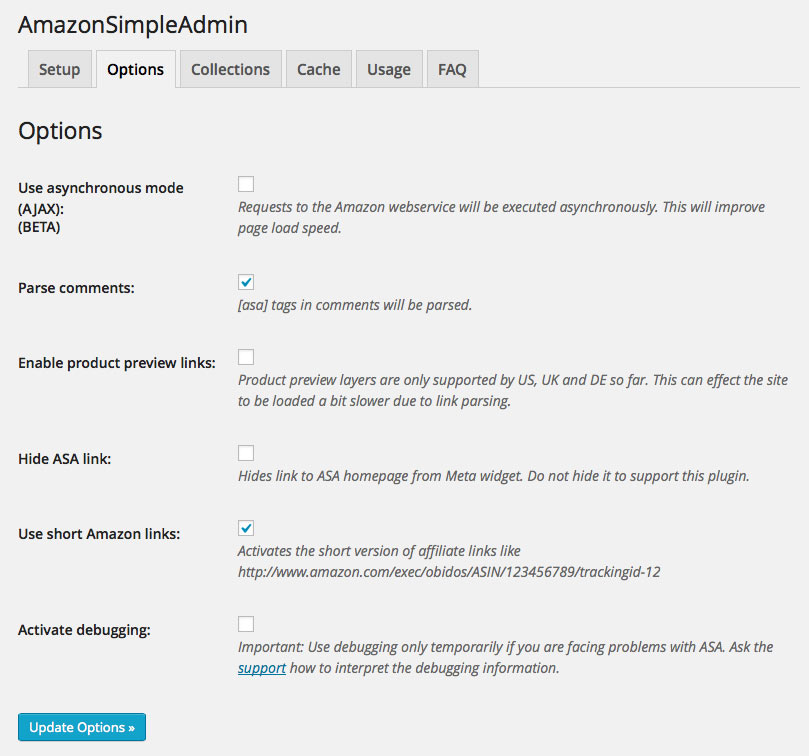 AmazonSimpleAdmin
Setup
Options
Collections
Cache
Usage
FAQ
Options
Use asynchronous mode
(AJAX):
(BETA)
Requests to the Amazon webservice will be executed asynchronously. This will improve
page load speed.
Parse comments:
[asa] tags in comments will be parsed.
Enable product preview links:
Product preview layers are only supported by US, UK and DE so far. This can effect the site
to be loaded a bit slower due to link parsing.
Hide ASA link:
Hides link to ASA homepage from Meta widget. Do not hide it to support this plugin.
Use short Amazon links:
Activates the short version of affiliate links like
http://www.amazon.com/exec/obidos/ASIN/123456789/trackingid-12
Activate debugging:
Important: Use debugging only temporarily if you are facing problems with ASA. Ask the
support how to interpret the debugging information.
Update Options »